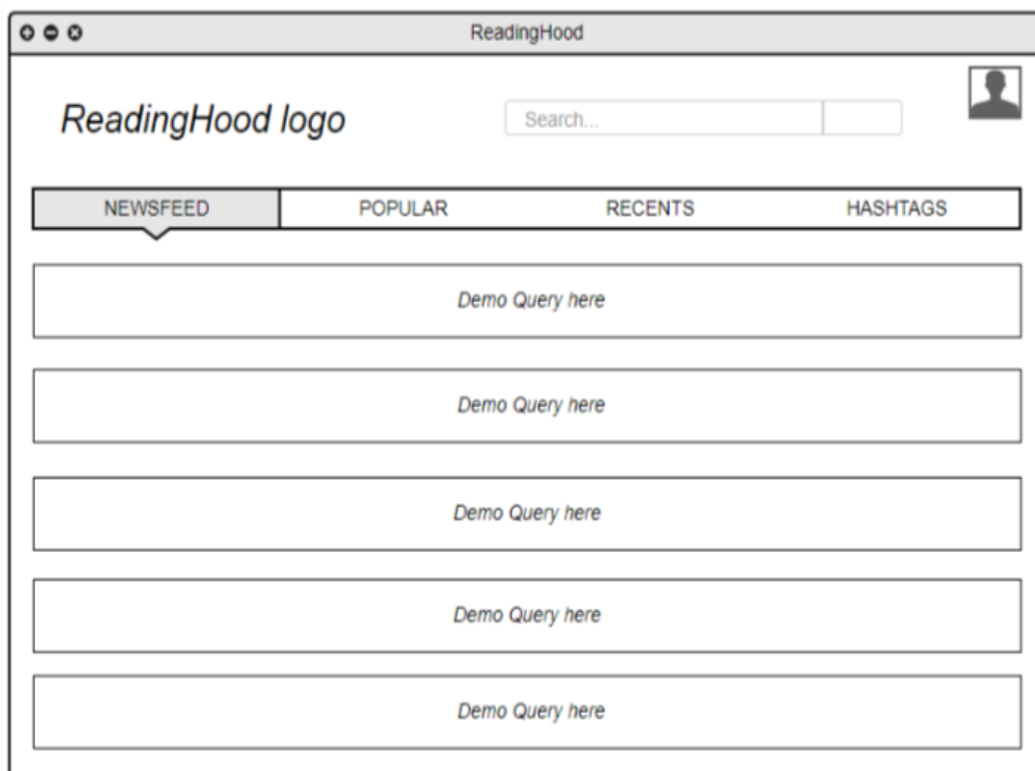 ReadingHood
ReadingHood logo
Search...
NEWSFEED POPULAR RECENTS HASHTAGS
Demo Query here
Demo Query here
Demo Query here
Demo Query here
Demo Query here